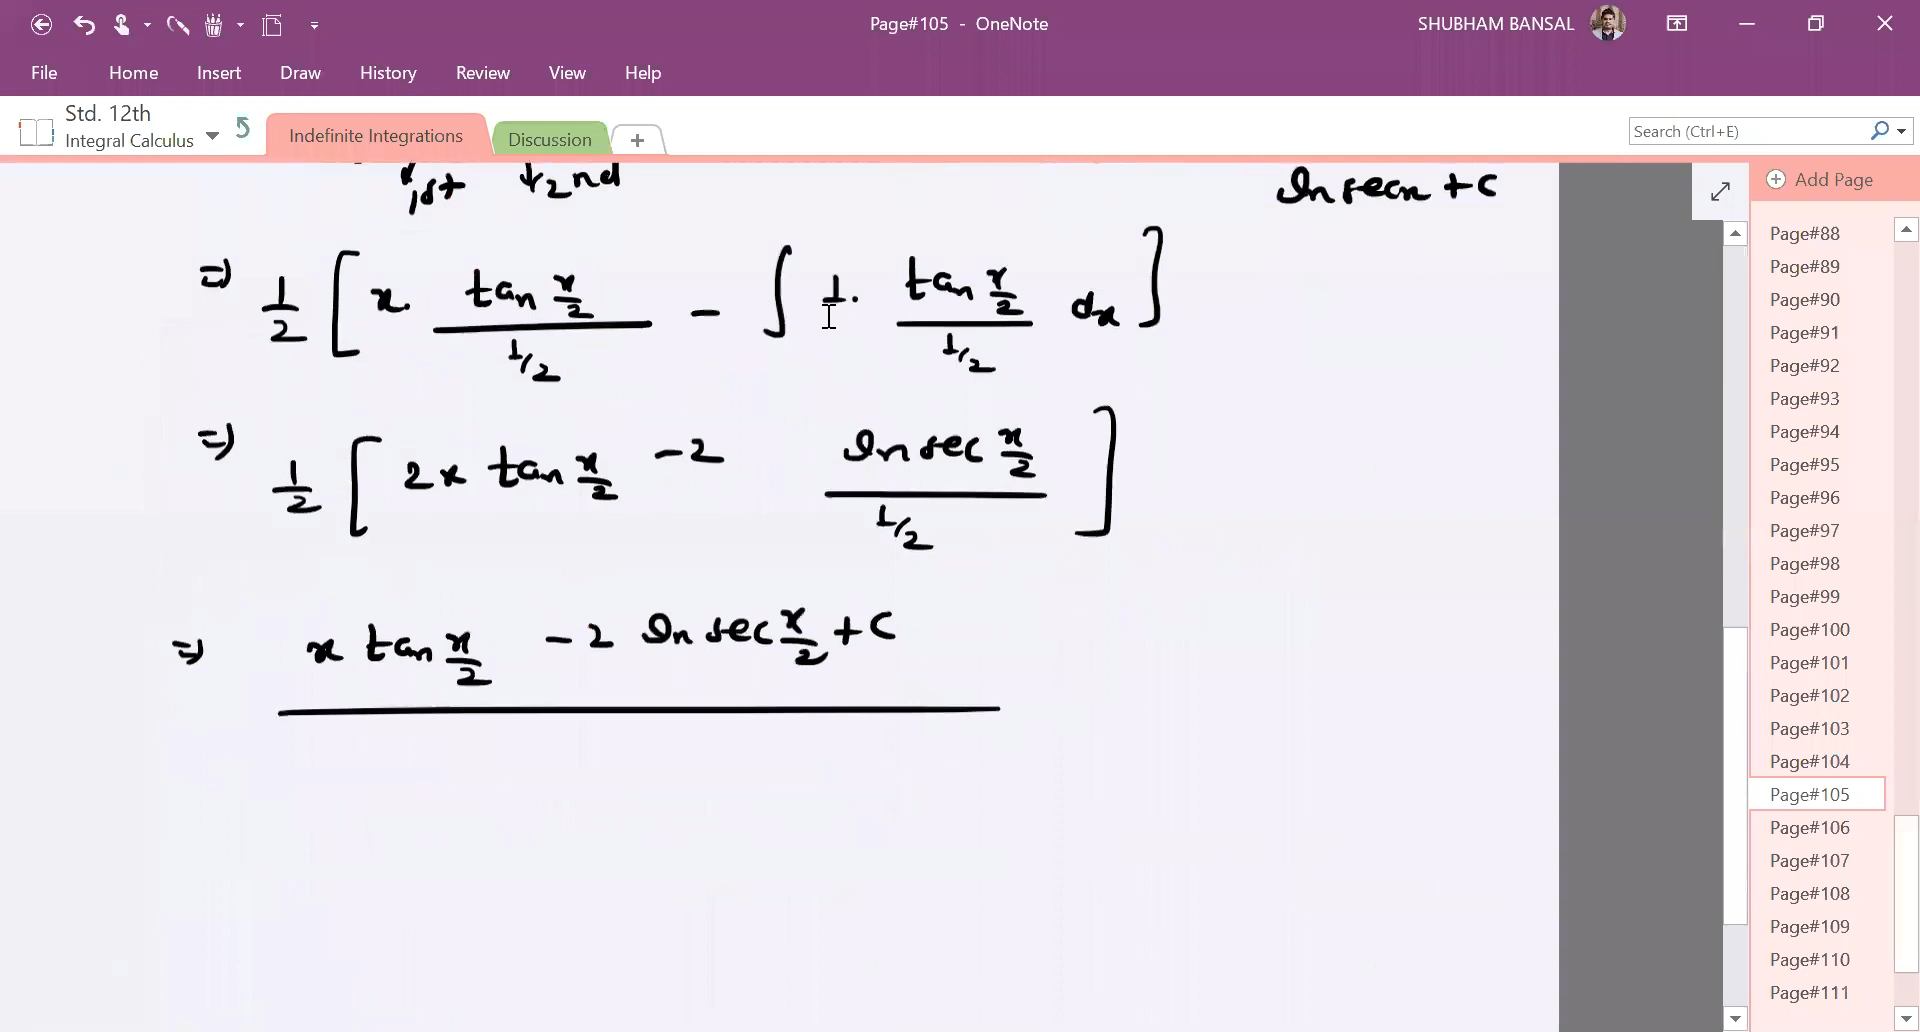 Page#105 - OneNote
SHUBHAM BANSAL
File Home Insert Draw History Review View Help
Std. 12th
Integral Calculus
Indefinite Integrations
Discussion
+
Search (Ctrl+E)
Add Page
1st 2nd
ln secx + c
⇒ 1/2 [ x. tan x/2 / 1/2 - ∫ 1. tan x/2 / 1/2 dx ]
⇒ 1/2 [ 2x tan x/2 - 2 ln sec x/2 / 1/2 ]
⇒ x tan x/2 - 2 ln sec x/2 + c
Page#88
Page#89
Page#90
Page#91
Page#92
Page#93
Page#94
Page#95
Page#96
Page#97
Page#98
Page#99
Page#100
Page#101
Page#102
Page#103
Page#104
Page#105
Page#106
Page#107
Page#108
Page#109
Page#110
Page#111